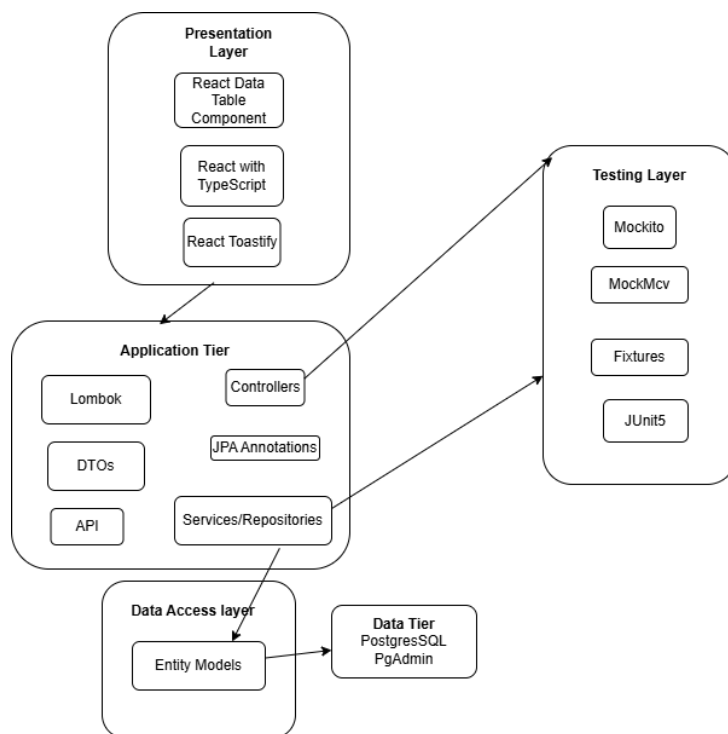 Presentation
Layer
React Data
Table
Component
React with
TypeScript
React Toastify
Application Tier
Lombok
Controllers
JPA Annotations
DTOs
API
Services/Repositories
Testing Layer
Mockito
MockMcv
Fixtures
JUnit5
Data Access layer
Entity Models
Data Tier
PostgresSQL
PgAdmin